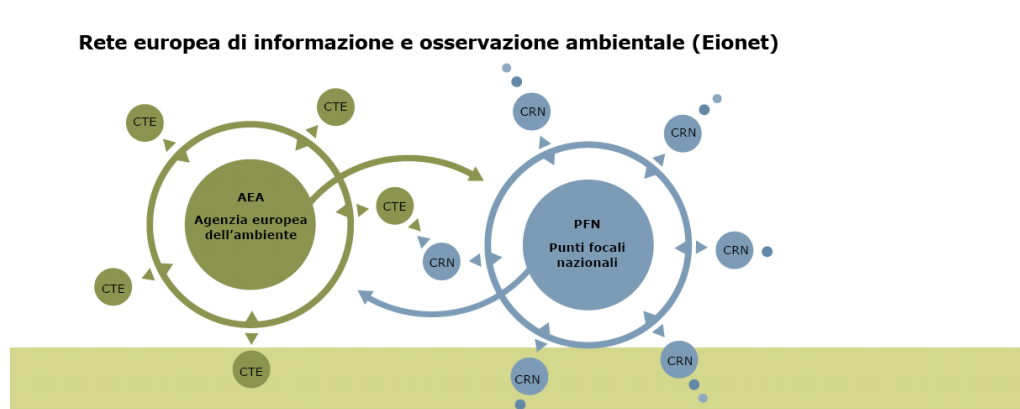 Rete europea di informazione e osservazione ambientale (Eionet)
CTE
CTE
CRN
CRN
AEA
Agenzia europea
dell'ambiente
CTE
PFN
Punti focali
nazionali
CRN
CRN
CTE
CTE
CRN
CRN